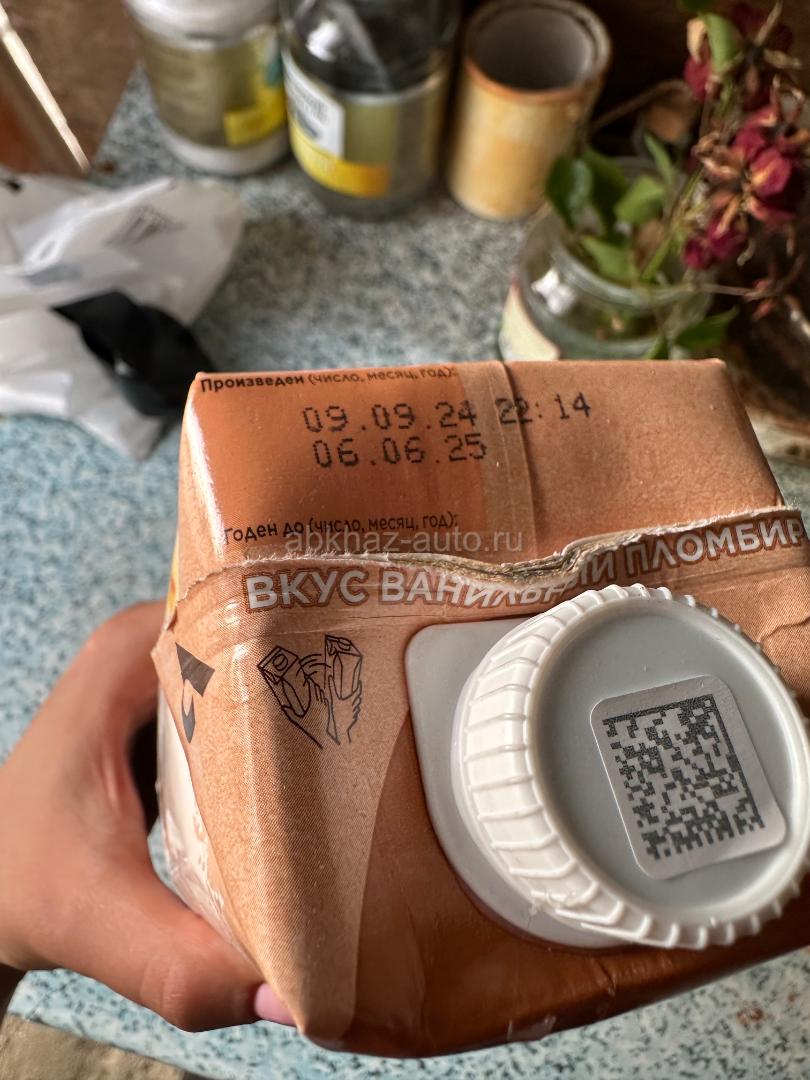 Произведен (число, месяц, год):
09.09.24 22:14
06.06.25
Годен до (число, месяц, год):
abkhaz-auto.ru
ВКУС ВАНИЛЬНЫЙ ПЛОМБИР